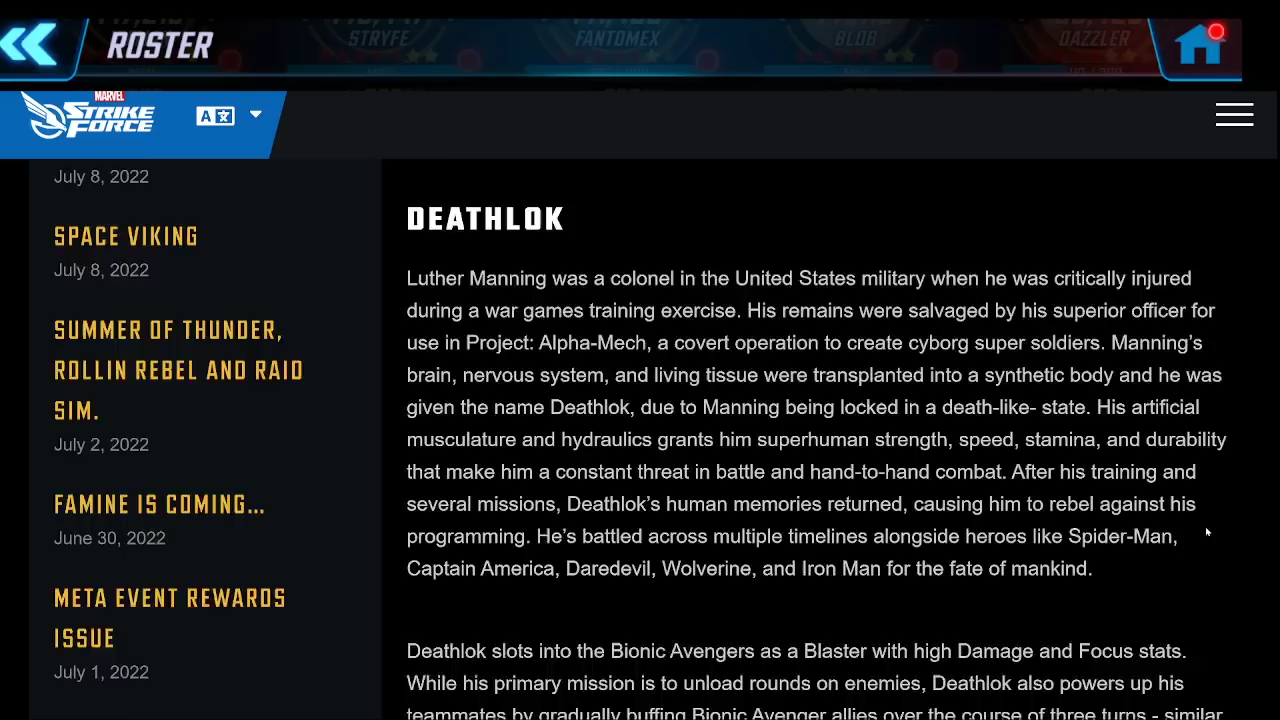 ROSTER
STRYFE
FANTOMEX
BLOB
DAZZLER
MARVEL
STRIKE
FORCE
A
July 8, 2022
SPACE VIKING
July 8, 2022
SUMMER OF THUNDER,
ROLLIN REBEL AND RAID
SIM.
July 2, 2022
FAMINE IS COMING...
June 30, 2022
META EVENT REWARDS
ISSUE
July 1, 2022
DEATHLOK
Luther Manning was a colonel in the United States military when he was critically injured
during a war games training exercise. His remains were salvaged by his superior officer for
use in Project: Alpha-Mech, a covert operation to create cyborg super soldiers. Manning’s
brain, nervous system, and living tissue were transplanted into a synthetic body and he was
given the name Deathlok, due to Manning being locked in a death-like- state. His artificial
musculature and hydraulics grants him superhuman strength, speed, stamina, and durability
that make him a constant threat in battle and hand-to-hand combat. After his training and
several missions, Deathlok’s human memories returned, causing him to rebel against his
programming. He’s battled across multiple timelines alongside heroes like Spider-Man,
Captain America, Daredevil, Wolverine, and Iron Man for the fate of mankind.
Deathlok slots into the Bionic Avengers as a Blaster with high Damage and Focus stats.
While his primary mission is to unload rounds on enemies, Deathlok also powers up his
teammates by gradually buffing Bionic Avenger allies over the course of three turns - similar